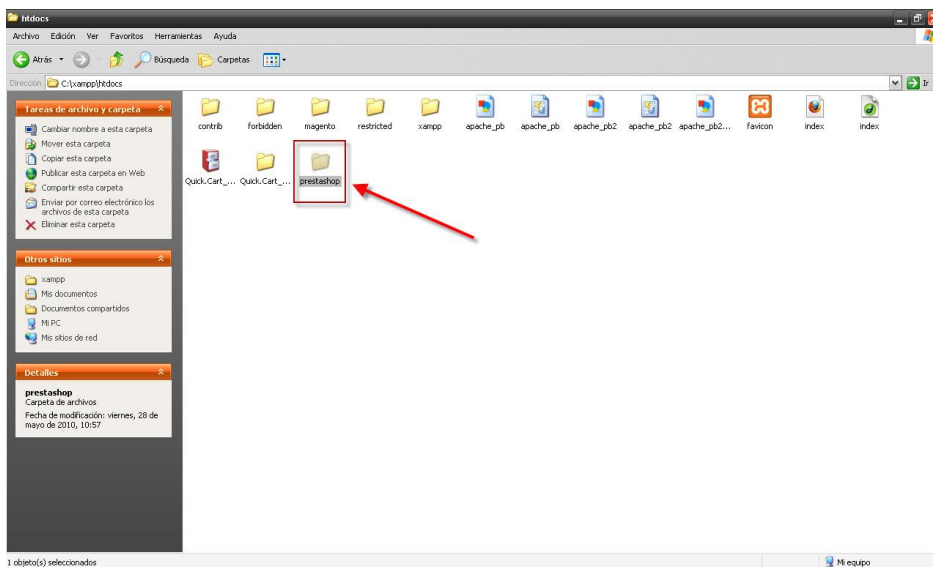 htdocs
Archivo Edición Ver Favoritos Herramientas Ayuda
Atrás Búsqueda Carpetas
Dirección C:\xampp\htdocs Ir
Tareas de archivo y carpeta
Cambiar nombre a esta carpeta
Mover esta carpeta
Copiar esta carpeta
Publicar esta carpeta en Web
Compartir esta carpeta
Enviar por correo electrónico los
archivos de esta carpeta
Eliminar esta carpeta
Otros sitios
xampp
Mis documentos
Documentos compartidos
Mi PC
Mis sitios de red
Detalles
prestashop
Carpeta de archivos
Fecha de modificación: viernes, 28 de
mayo de 2010, 10:57
contrib forbidden magento restricted xampp apache_pb apache_pb apache_pb2 apache_pb2 apache_pb2... favicon index index
Quick.Cart_... Quick.Cart_... prestashop
1 objeto(s) seleccionados Mi equipo